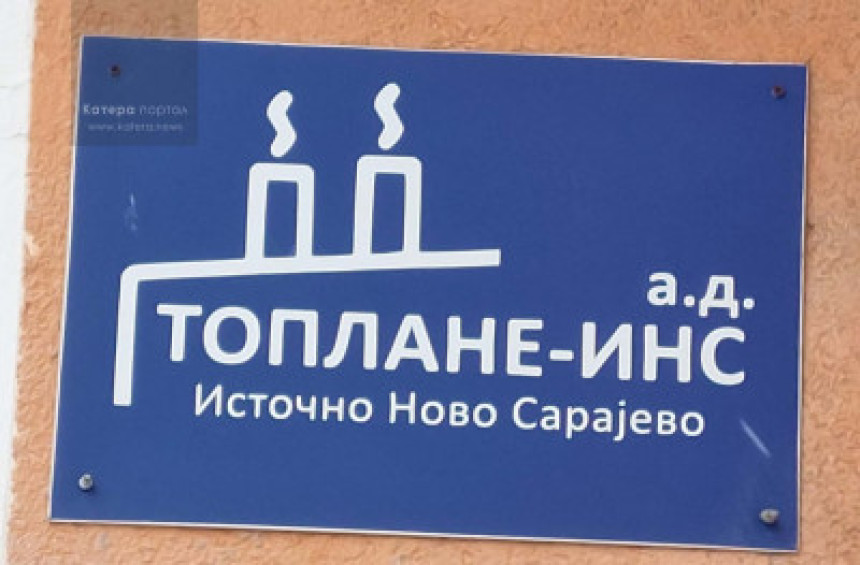 Катера портал
www.katera.news
а.д.
ТОПЛАНЕ-ИНС
Источно Ново Сарајево